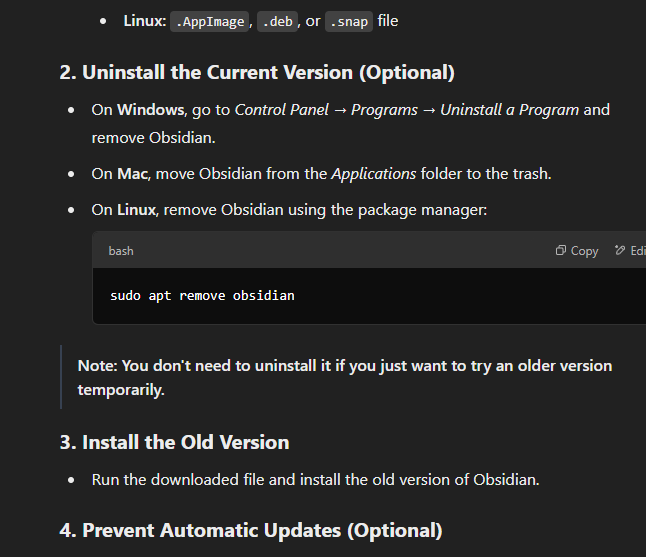 • Linux: .AppImage, .deb, or .snap file
2. Uninstall the Current Version (Optional)
• On Windows, go to Control Panel → Programs → Uninstall a Program and
remove Obsidian.
• On Mac, move Obsidian from the Applications folder to the trash.
• On Linux, remove Obsidian using the package manager:
bash Copy Edi
sudo apt remove obsidian
Note: You don't need to uninstall it if you just want to try an older version
temporarily.
3. Install the Old Version
• Run the downloaded file and install the old version of Obsidian.
4. Prevent Automatic Updates (Optional)